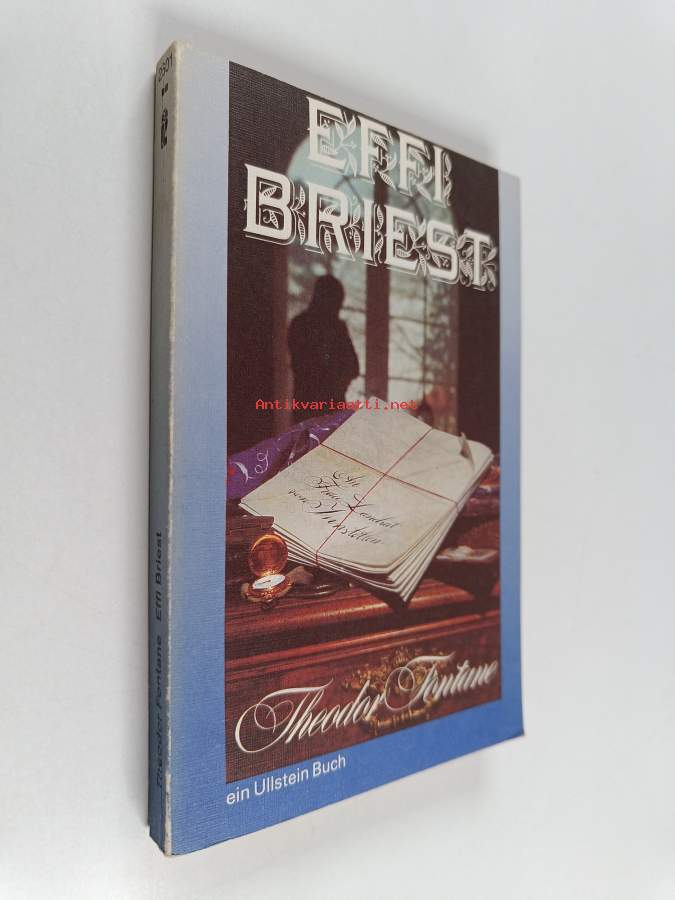 EFFI
BRIEST
Antikvariaatti.net
An
Frau Landrat
von Innstetten
Theodor Fontane
ein Ullstein Buch
Theodor Fontane Effi Briest